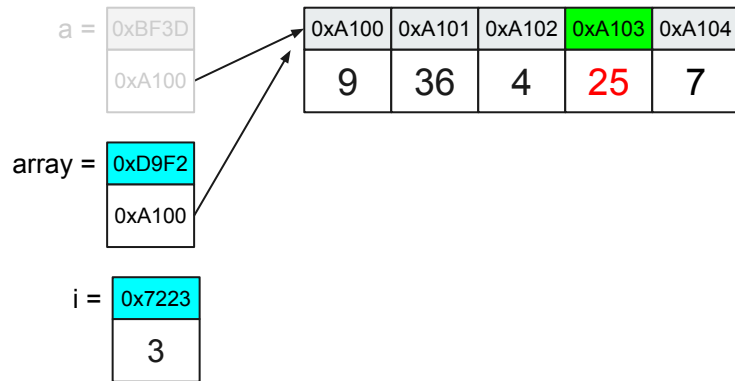 a = 0xBF3D
0xA100
0xA100 0xA101 0xA102 0xA103 0xA104
9 36 4 25 7
array = 0xD9F2
0xA100
i = 0x7223
3